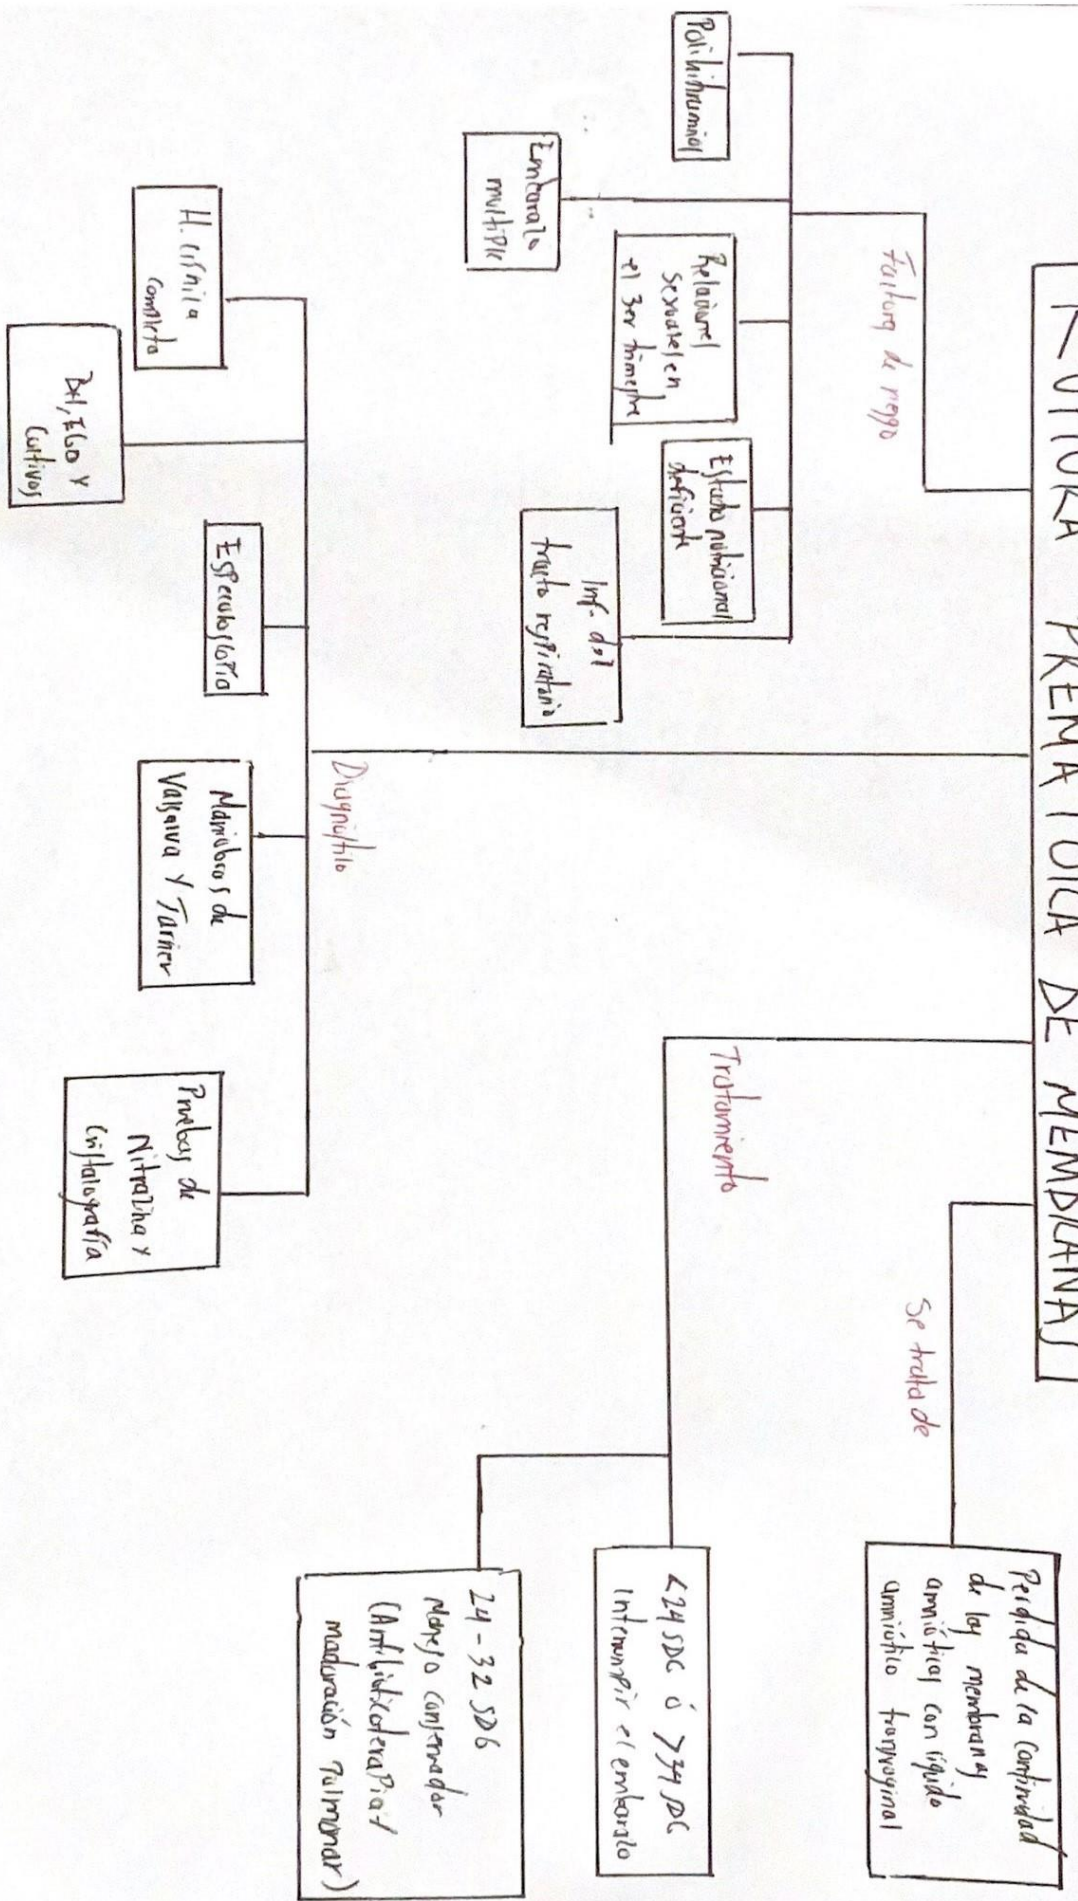 RUTURA PREMATURA DE MEMBRANAS
Factores de riesgo
Polihidramnios
Embarazo
multiple
Relaciones
sexuales en
el 3er trimestre
Estado nutricional
deficiente
Inf. del
tracto respiratorio
Diagnóstico
H. clínica
completa
BH, EGO Y
Cultivos
Especuloscopía
Maniobras de
Valsalva Y Tarnier
Pruebas de
Nitrazina y
Cristalografía
Tratamiento
<24 SDG ó >34 SDG
Interrumpir el embarazo
24-32 SDG
Manejo conservador
(Antibioticoterapia y
maduración Pulmonar)
Se trata de
Perdida de la continuidad
de las membranas
amnióticas con líquido
amniótico transvaginal